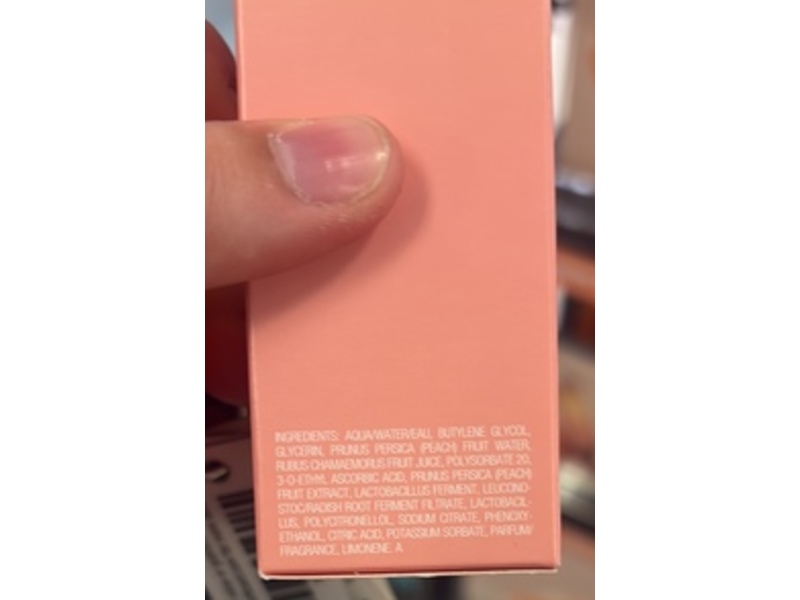 INGREDIENTS: AQUA/WATER/EAU, BUTYLENE GLYCOL,
GLYCERIN, PRUNUS PERSICA (PEACH) FRUIT WATER,
RUBUS CHAMAEMORUS FRUIT JUICE, POLYSORBATE 20,
3-O-ETHYL ASCORBIC ACID, PRUNUS PERSICA (PEACH)
FRUIT EXTRACT, LACTOBACILLUS FERMENT, LEUCONO-
STOC/RADISH ROOT FERMENT FILTRATE, LACTOBACIL-
LUS, POLYCITRONELLOL, SODIUM CITRATE, PHENOXY-
ETHANOL, CITRIC ACID, POTASSIUM SORBATE, PARFUM/
FRAGRANCE, LIMONENE. A